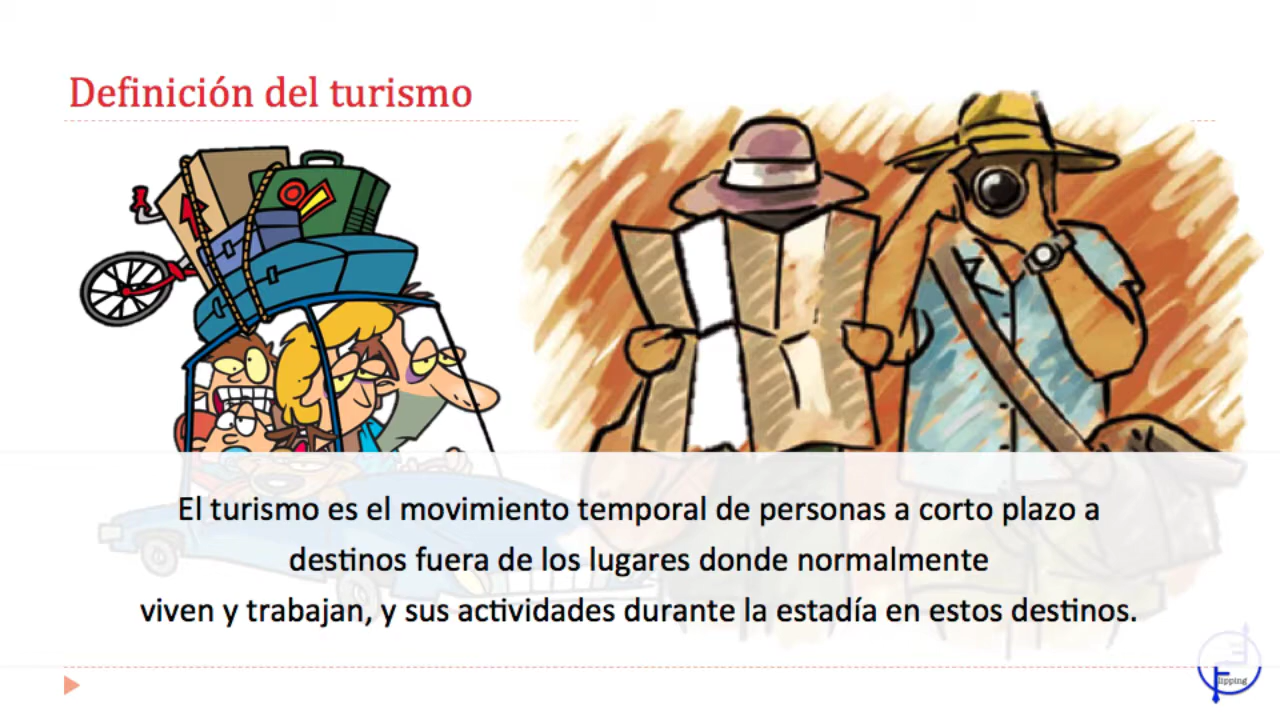 Definición del turismo
El turismo es el movimiento temporal de personas a corto plazo a
destinos fuera de los lugares donde normalmente
viven y trabajan, y sus actividades durante la estadía en estos destinos.
Flipping